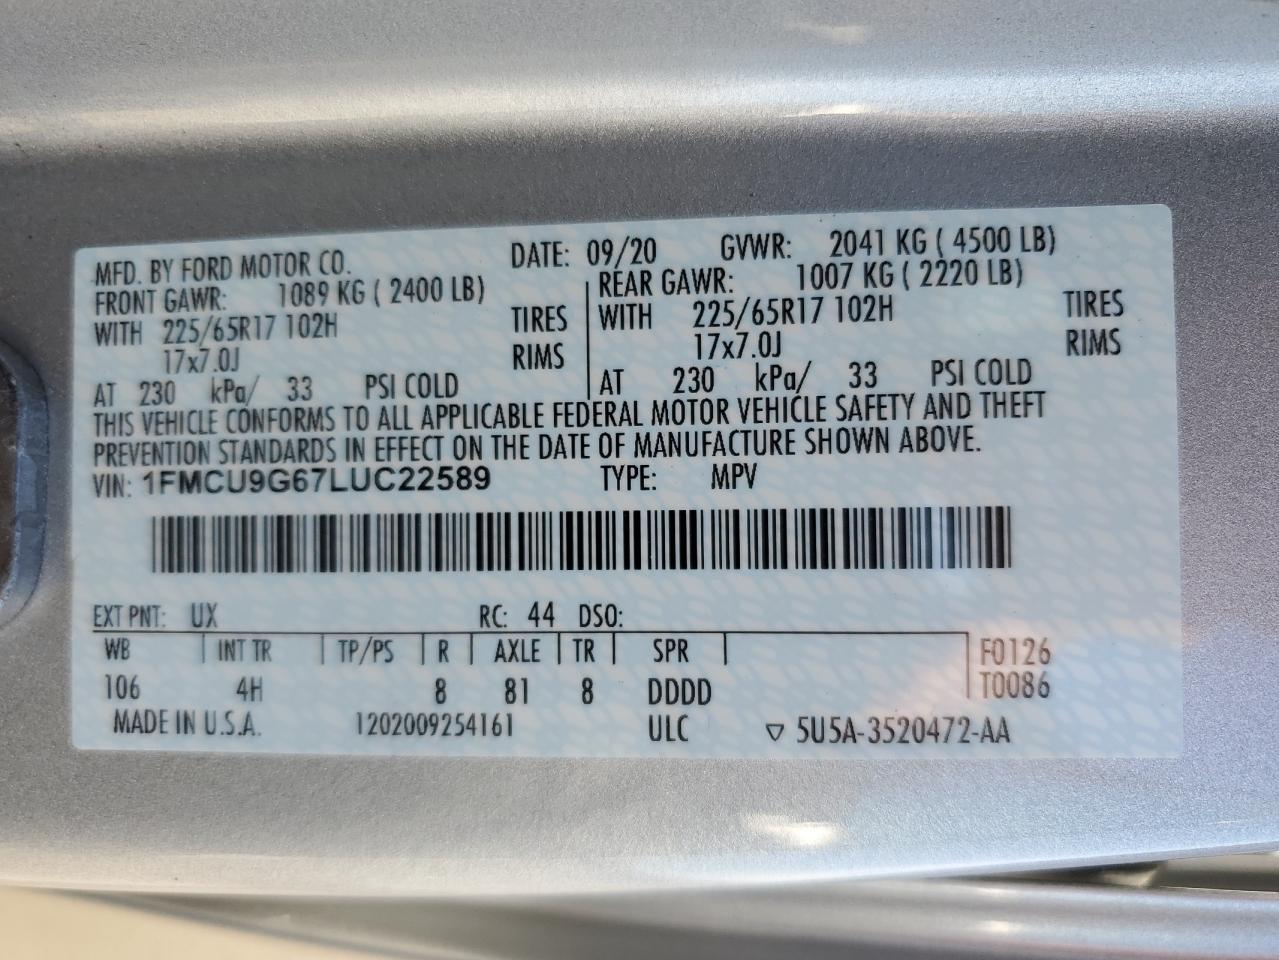 MFD. BY FORD MOTOR CO. DATE: 09/20 GVWR: 2041 KG ( 4500 LB)
FRONT GAWR: 1089 KG ( 2400 LB) REAR GAWR: 1007 KG ( 2220 LB)
WITH 225/65R17 102H TIRES WITH 225/65R17 102H TIRES
17x7.0J RIMS 17x7.0J RIMS
AT 230 kPa/ 33 PSI COLD AT 230 kPa/ 33 PSI COLD
THIS VEHICLE CONFORMS TO ALL APPLICABLE FEDERAL MOTOR VEHICLE SAFETY AND THEFT
PREVENTION STANDARDS IN EFFECT ON THE DATE OF MANUFACTURE SHOWN ABOVE.
VIN: 1FMCU9G67LUC22589 TYPE: MPV
EXT PNT: UX RC: 44 DSO:
WB INT TR TP/PS R AXLE TR SPR F0126
106 4H 8 81 8 DDDD T0086
MADE IN U.S.A. 1202009254161 ULC ▽ 5U5A-3520472-AA